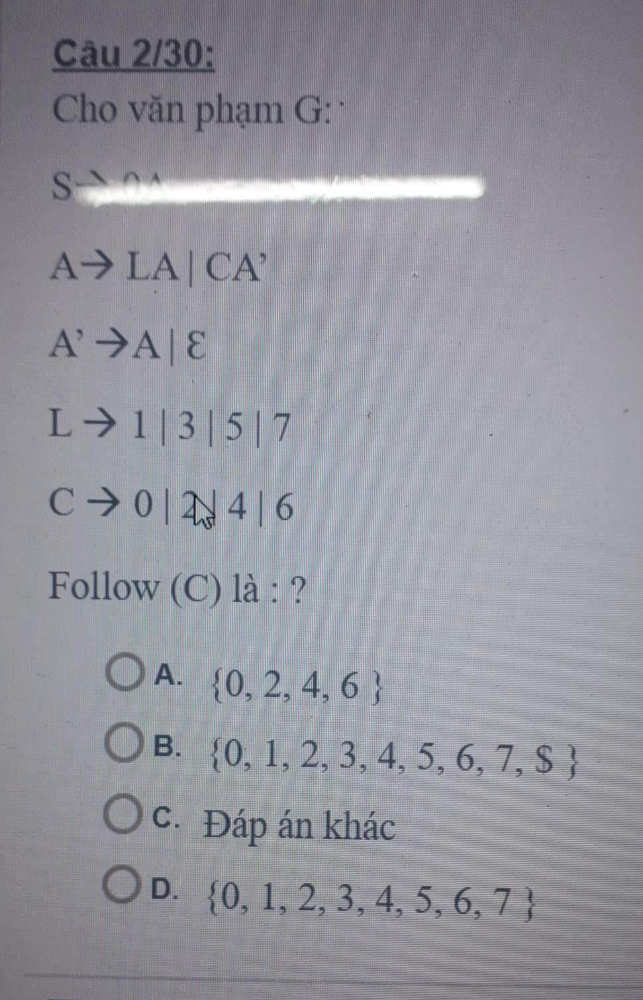 Câu 2/30:
Cho văn phạm G:
S→
A→ LA | CA’
A’ →A | Ɛ
L → 1 | 3 | 5 | 7
C → 0 | 2 | 4 | 6
Follow (C) là : ?
A. {0, 2, 4, 6 }
B. {0, 1, 2, 3, 4, 5, 6, 7, $ }
C. Đáp án khác
D. {0, 1, 2, 3, 4, 5, 6, 7 }